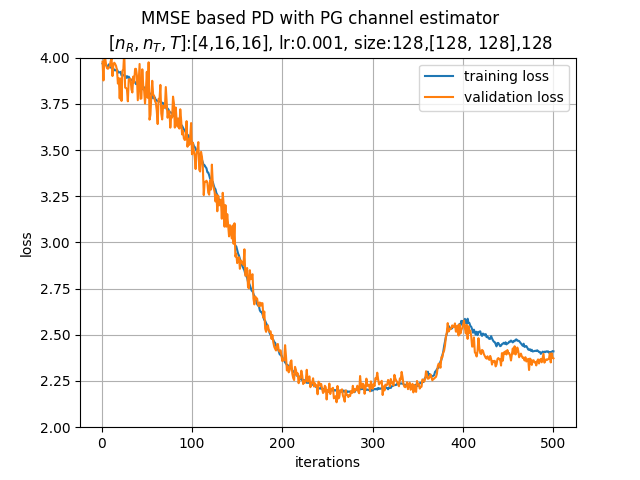 MMSE based PD with PG channel estimator
[n_R, n_T, T]:[4,16,16], lr:0.001, size:128,[128, 128],128
4.00
3.75
3.50
3.25
3.00
2.75
2.50
2.25
2.00
loss
training loss
validation loss
0 100 200 300 400 500
iterations